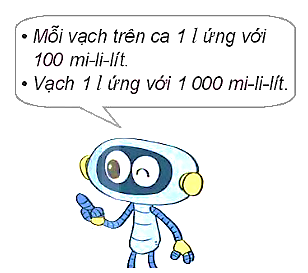 • Mỗi vạch trên ca 1 l ứng với
100 mi-li-lít.
• Vạch 1 l ứng với 1 000 mi-li-lít.